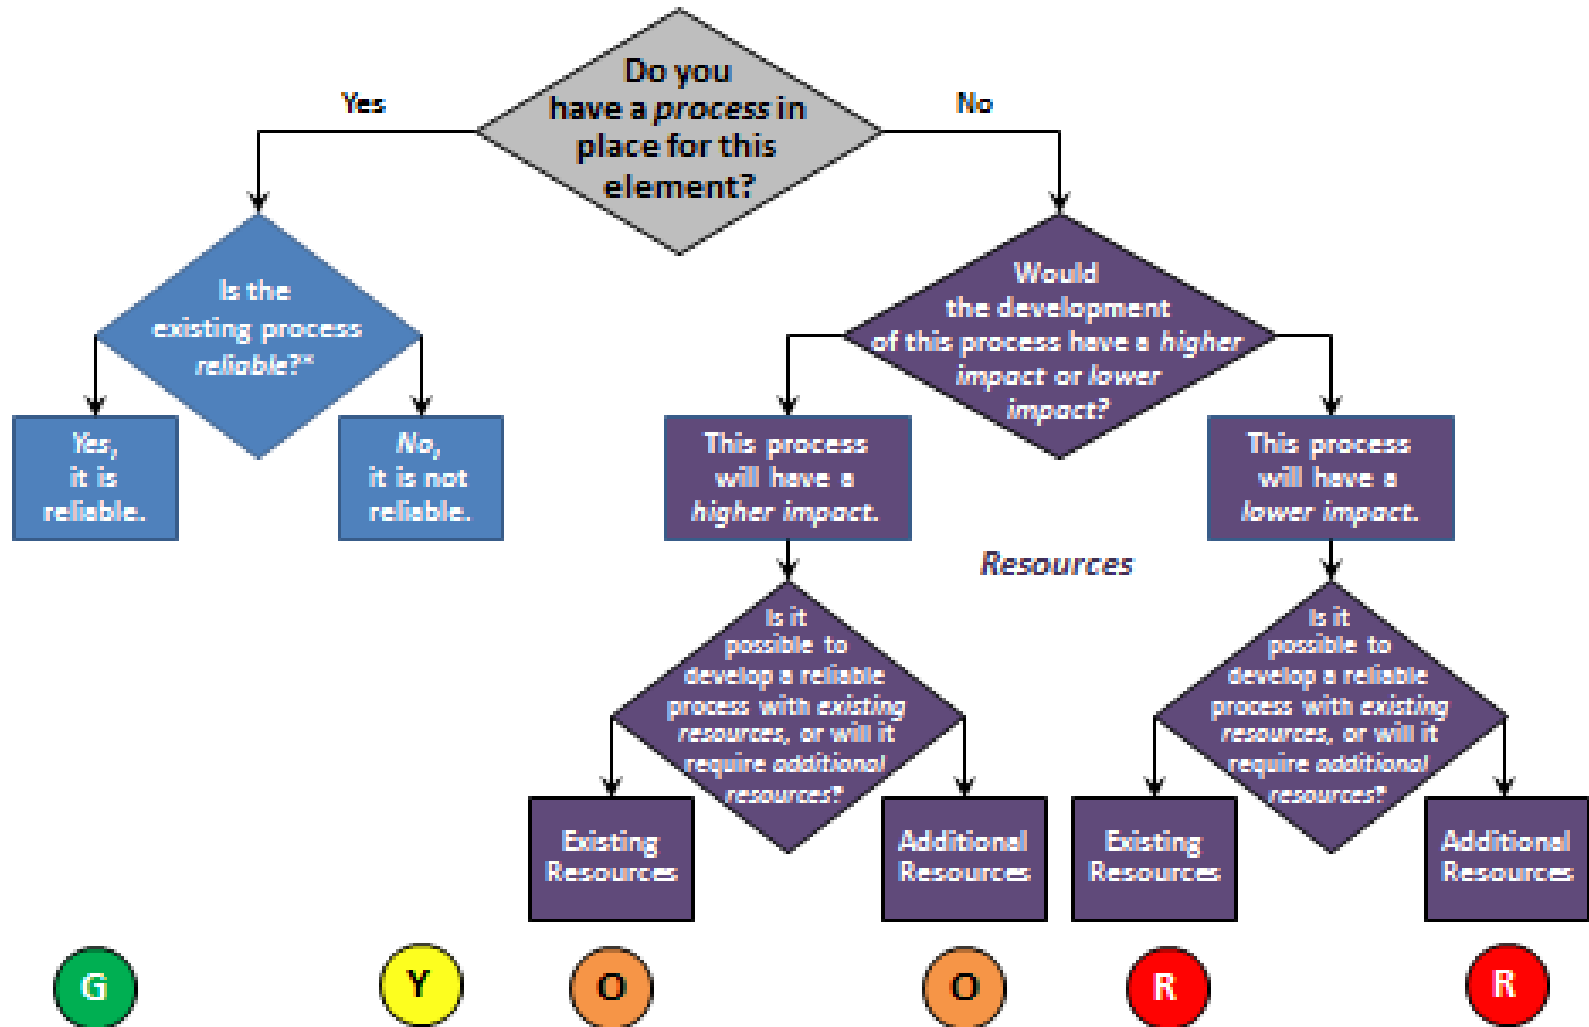 Do you
have a process in
place for this
element?
Yes
No
Is the
existing process
reliable?*
Would
the development
of this process have a higher
impact or lower
impact?
Yes,
it is
reliable.
No,
it is not
reliable.
This process
will have a
higher impact.
This process
will have a
lower impact.
Resources
Is it
possible to
develop a reliable
process with existing
resources, or will it
require additional
resources?
Is it
possible to
develop a reliable
process with existing
resources, or will it
require additional
resources?
Existing
Resources
Additional
Resources
Existing
Resources
Additional
Resources
G
Y
O
O
R
R